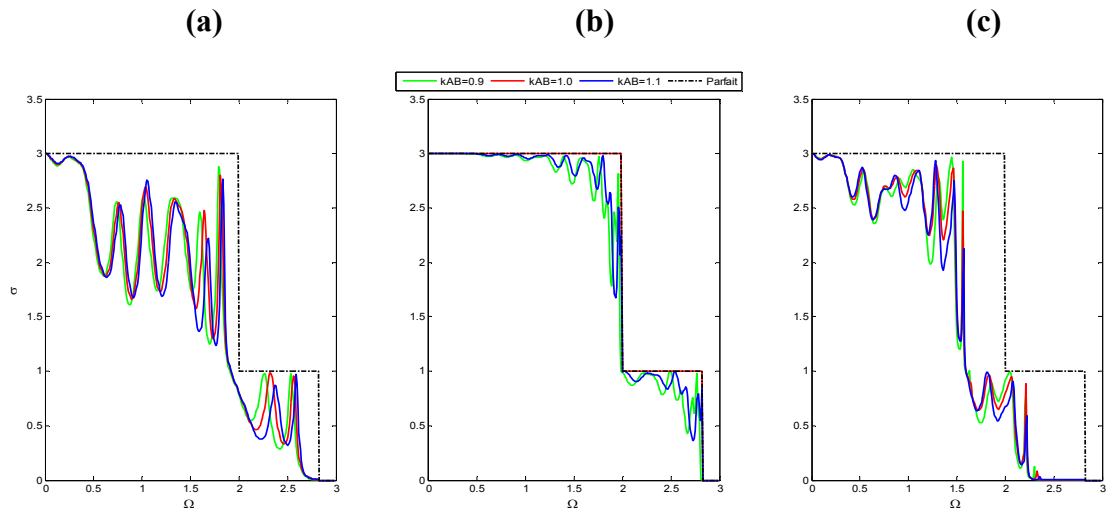 (a) (b) (c)
kAB=0.9 kAB=1.0 kAB=1.1 Parfait
3.5 3.5 3.5
3 3 3
2.5 2.5 2.5
2 2 2
σ
1.5 1.5 1.5
1 1 1
0.5 0.5 0.5
0 0 0
0 0.5 1 1.5 2 2.5 3 0 0.5 1 1.5 2 2.5 3 0 0.5 1 1.5 2 2.5 3
Ω Ω Ω